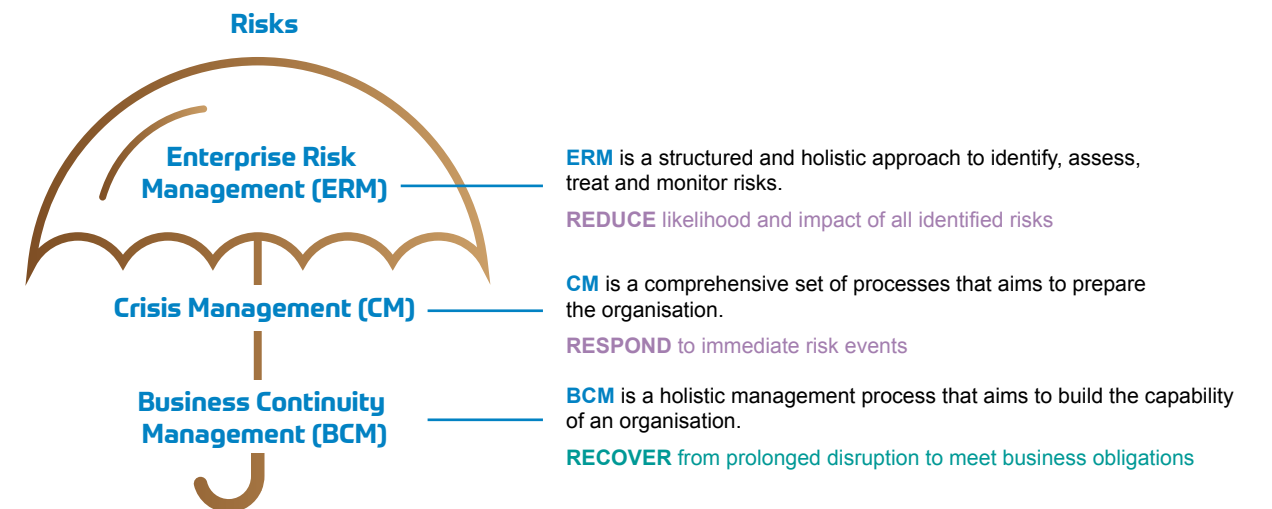 Risks
Enterprise Risk
Management (ERM)
ERM is a structured and holistic approach to identify, assess,
treat and monitor risks.
REDUCE likelihood and impact of all identified risks
Crisis Management (CM)
CM is a comprehensive set of processes that aims to prepare
the organisation.
RESPOND to immediate risk events
Business Continuity
Management (BCM)
BCM is a holistic management process that aims to build the capability
of an organisation.
RECOVER from prolonged disruption to meet business obligations